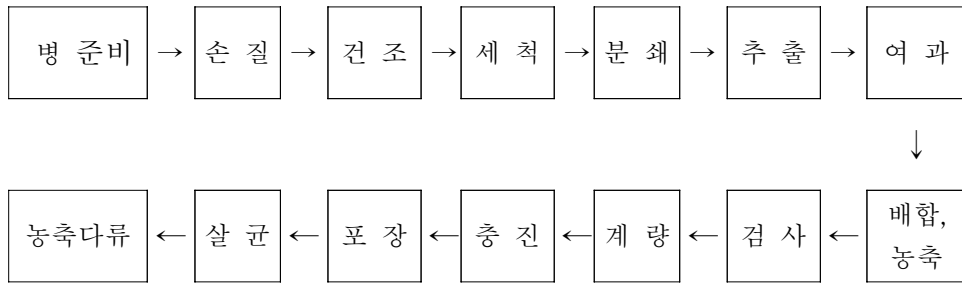 병 준비 → 손 질 → 건 조 → 세 척 → 분 쇄 → 추 출 → 여 과
↓
농축다류 ← 살 균 ← 포 장 ← 충 진 ← 계 량 ← 검 사 ← 배합,
농축